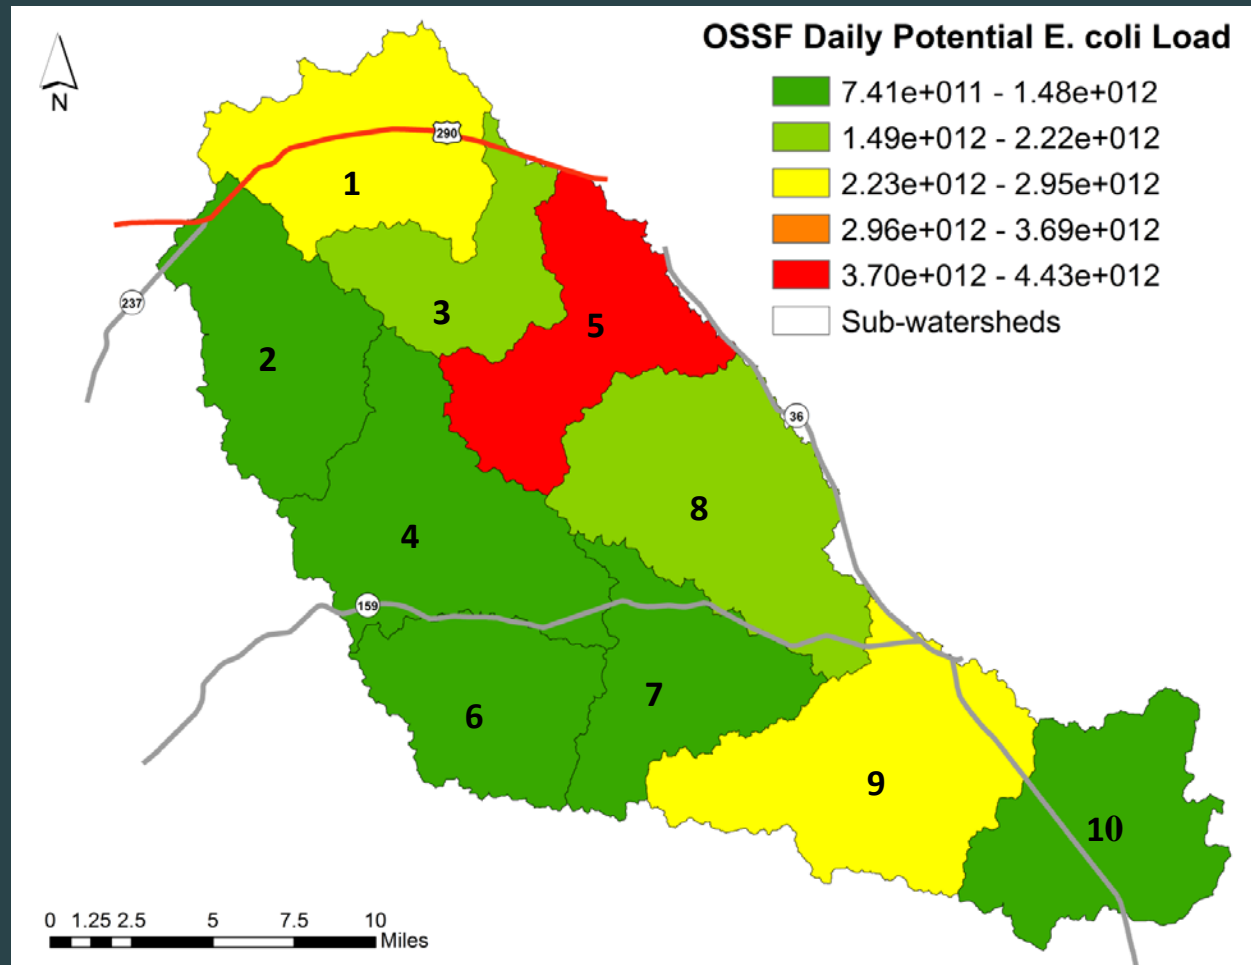 OSSF Daily Potential E. coli Load
7.41e+011 - 1.48e+012
1.49e+012 - 2.22e+012
2.23e+012 - 2.95e+012
2.96e+012 - 3.69e+012
3.70e+012 - 4.43e+012
Sub-watersheds
N
290
1
237
3
5
2
36
8
4
159
7
6
9
10
0 1.25 2.5 5 7.5 10
Miles